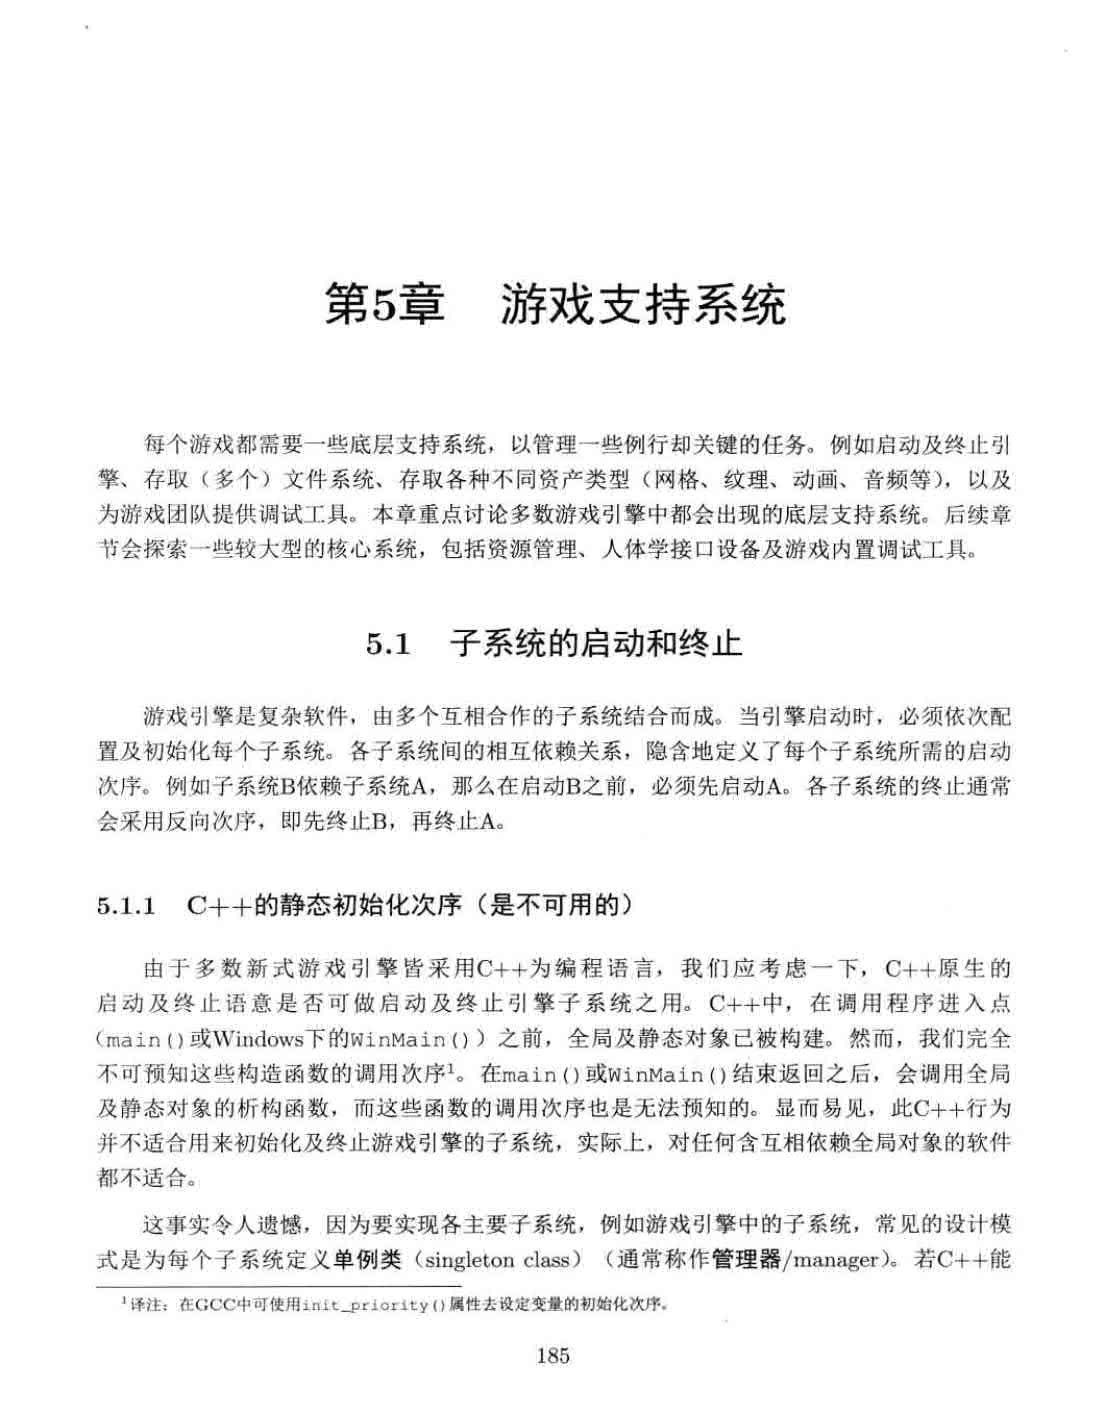 第5章 游戏支持系统
每个游戏都需要一些底层支持系统，以管理一些例行却关键的任务。例如启动及终止引
擎、存取（多个）文件系统、存取各种不同资产类型（网格、纹理、动画、音频等），以及
为游戏团队提供调试工具。本章重点讨论多数游戏引擎中都会出现的底层支持系统。后续章
节会探索一些较大型的核心系统，包括资源管理、人体学接口设备及游戏内置调试工具。
5.1 子系统的启动和终止
游戏引擎是复杂软件，由多个互相合作的子系统结合而成。当引擎启动时，必须依次配
置及初始化每个子系统。各子系统间的相互依赖关系，隐含地定义了每个子系统所需的启动
次序。例如子系统B依赖子系统A，那么在启动B之前，必须先启动A。各子系统的终止通常
会采用反向次序，即先终止B，再终止A。
5.1.1 C++的静态初始化次序（是不可用的）
由于多数新式游戏引擎皆采用C++为编程语言，我们应考虑一下，C++原生的
启动及终止语意是否可做启动及终止引擎子系统之用。C++中，在调用程序进入点
（main()或Windows下的WinMain()）之前，全局及静态对象已被构建。然而，我们完全
不可预知这些构造函数的调用次序¹。在main()或WinMain()结束返回之后，会调用全局
及静态对象的析构函数，而这些函数的调用次序也是无法预知的。显而易见，此C++行为
并不适合用来初始化及终止游戏引擎的子系统，实际上，对任何含互相依赖全局对象的软件
都不适合。
这事实令人遗憾，因为要实现各主要子系统，例如游戏引擎中的子系统，常见的设计模
式是为每个子系统定义单例类（singleton class）（通常称作管理器/manager）。若C++能
¹译注：在GCC中可使用init_priority()属性去设定变量的初始化次序。
185